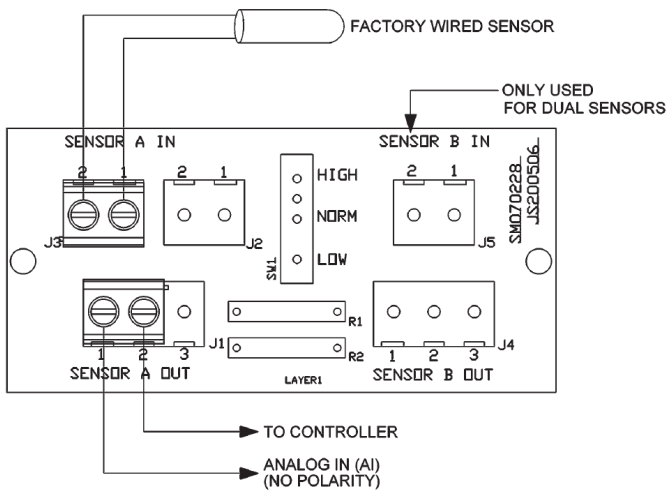 FACTORY WIRED SENSOR
ONLY USED
FOR DUAL SENSORS
SENSOR A IN
SENSOR B IN
2 1
2 1
2 1
HIGH
NORM
LOW
SW1
J3
J2
J5
SM070228
JS200506
J1
R1
R2
J4
1 2 3
1 2 3
SENSOR A OUT
LAYER1
SENSOR B OUT
TO CONTROLLER
ANALOG IN (AI)
(NO POLARITY)